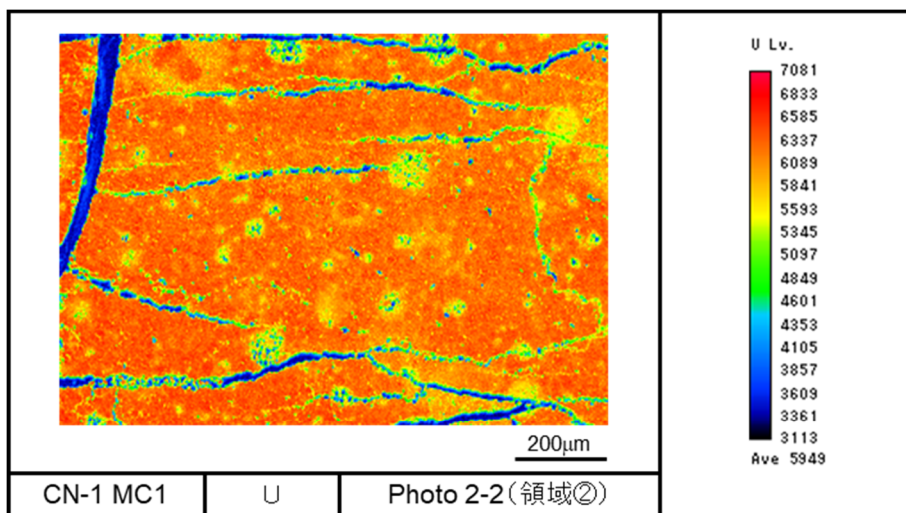 U Lv.
7081
6833
6585
6337
6089
5841
5593
5345
5097
4849
4601
4353
4105
3857
3609
3361
3113
Ave 5949
200μm
CN-1 MC1
U
Photo 2-2(領域②)